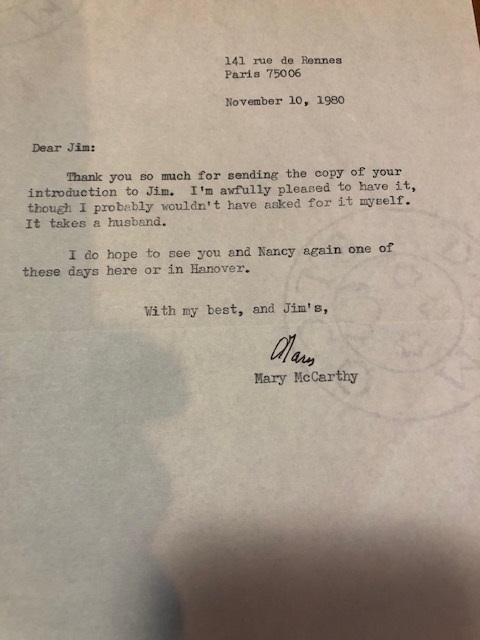 141 rue de Rennes
Paris 75006
November 10, 1980
Dear Jim:
Thank you so much for sending the copy of your
introduction to Jim. I'm awfully pleased to have it,
though I probably wouldn't have asked for it myself.
It takes a husband.
I do hope to see you and Nancy again one of
these days here or in Hanover.
With my best, and Jim's,
Mary
Mary McCarthy